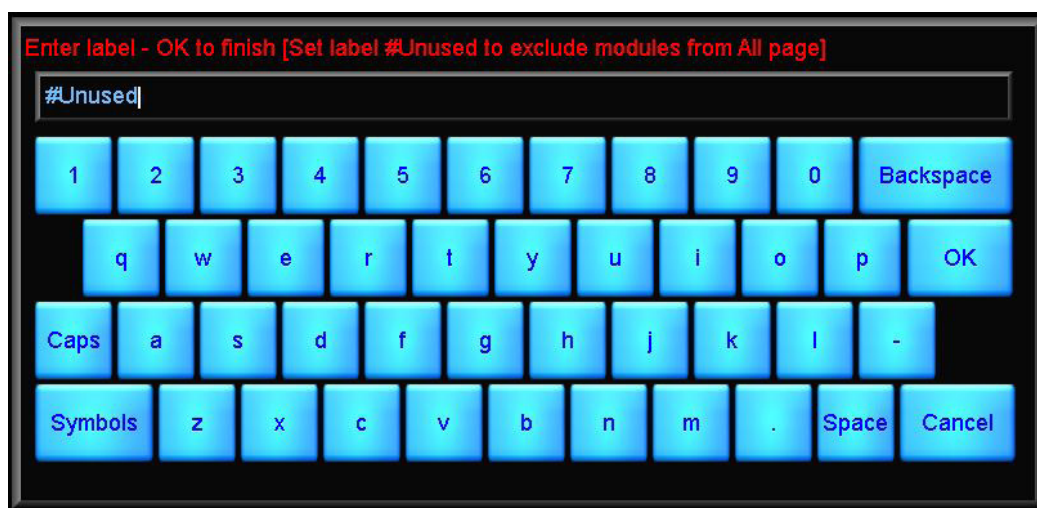 Enter label - OK to finish [Set label #Unused to exclude modules from All page]
#Unused
1 2 3 4 5 6 7 8 9 0 Backspace
q w e r t y u i o p OK
Caps a s d f g h j k l -
Symbols z x c v b n m . Space Cancel